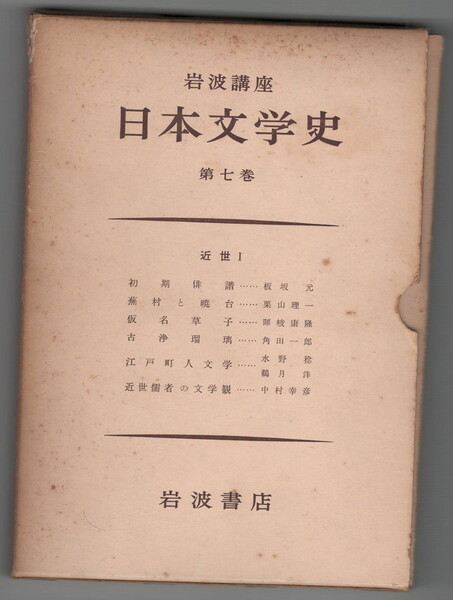 岩波講座
日本文学史
第七巻
近世 I
初期俳諧……板坂元
蕪村と暁台……栗山理一
仮名草子……暉峻康隆
古浄瑠璃……角田一郎
江戸町人文学……水野稔
鵜月洋
近世儒者の文学観……中村幸彦
岩波書店